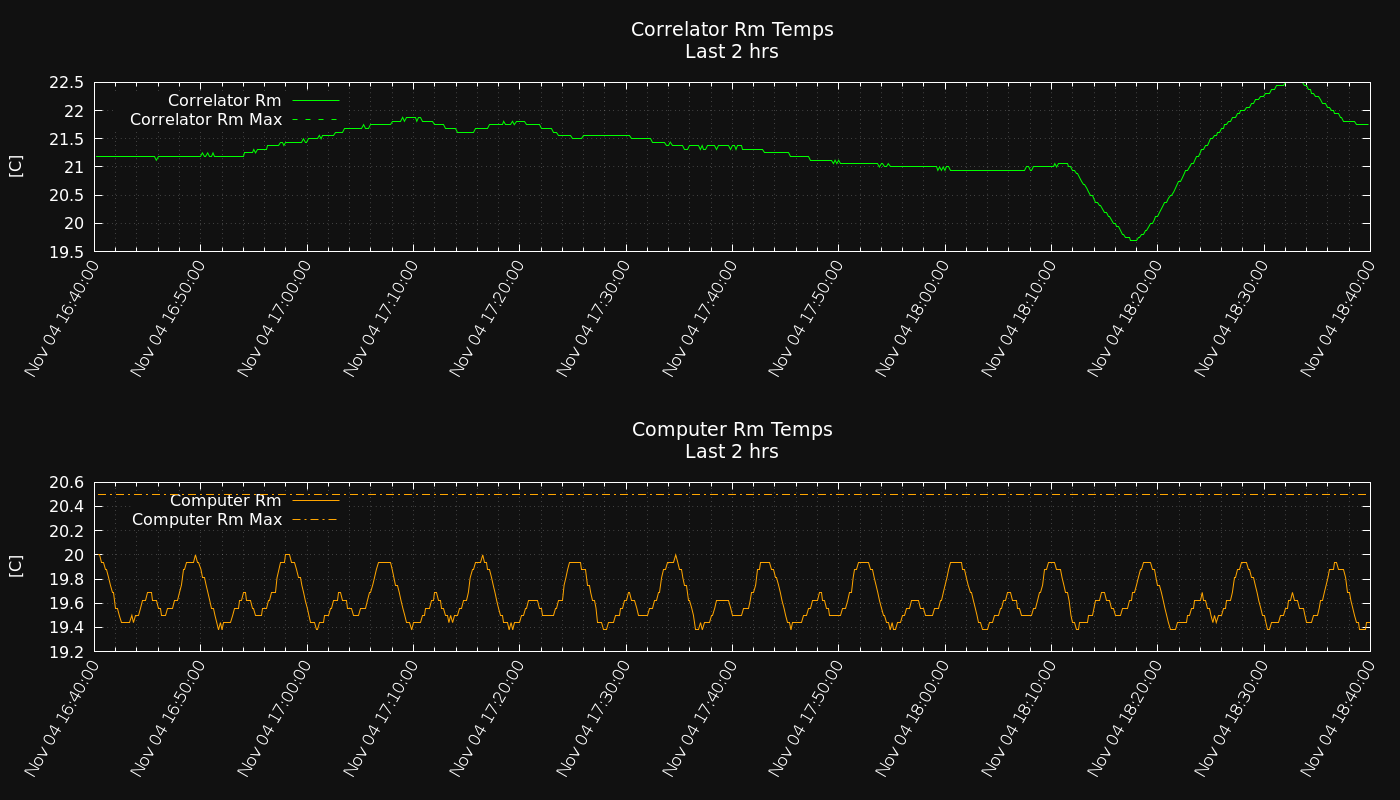 Correlator Rm Temps
Last 2 hrs
22.5
22
21.5
21
20.5
20
19.5
[C]
Correlator Rm
Correlator Rm Max
Nov 04 16:40:00
Nov 04 16:50:00
Nov 04 17:00:00
Nov 04 17:10:00
Nov 04 17:20:00
Nov 04 17:30:00
Nov 04 17:40:00
Nov 04 17:50:00
Nov 04 18:00:00
Nov 04 18:10:00
Nov 04 18:20:00
Nov 04 18:30:00
Nov 04 18:40:00
Computer Rm Temps
Last 2 hrs
20.6
20.4
20.2
20
19.8
19.6
19.4
19.2
[C]
Computer Rm
Computer Rm Max
Nov 04 16:40:00
Nov 04 16:50:00
Nov 04 17:00:00
Nov 04 17:10:00
Nov 04 17:20:00
Nov 04 17:30:00
Nov 04 17:40:00
Nov 04 17:50:00
Nov 04 18:00:00
Nov 04 18:10:00
Nov 04 18:20:00
Nov 04 18:30:00
Nov 04 18:40:00